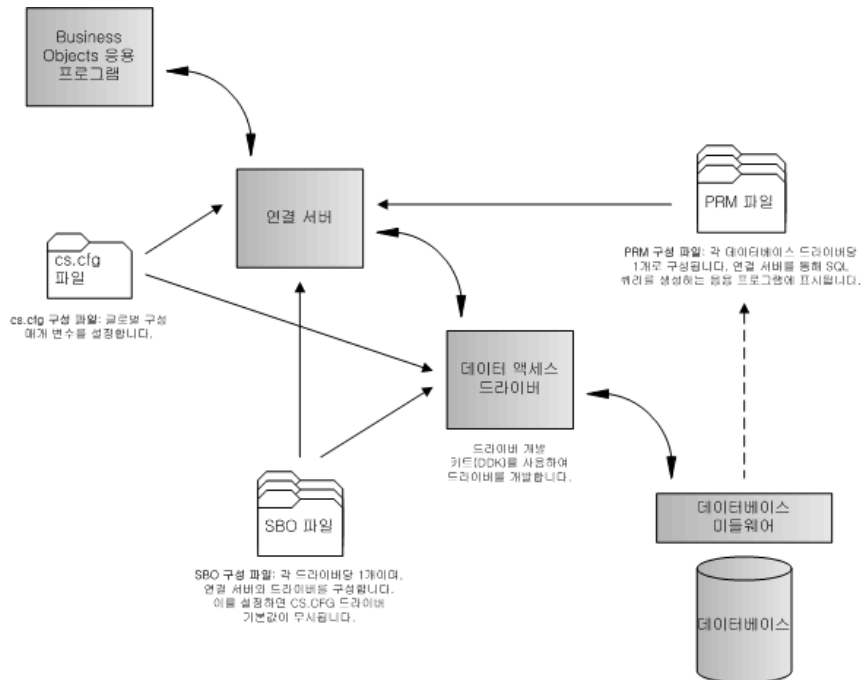 Business
Objects 응용
프로그램
연결 서버
PRM 파일
PRM 구성 파일: 각 데이터베이스 드라이버당
1개로 구성됩니다. 연결 서버를 통해 SQL
쿼리를 생성하는 응용 프로그램에 표시됩니다.
cs.cfg
파일
cs.cfg 구성 파일: 글로벌 구성
매개 변수를 설정합니다.
데이터 액세스
드라이버
드라이버 개발
키트(DDK)를 사용하여
드라이버를 개발합니다.
SBO 파일
SBO 구성 파일: 각 드라이버당 1개이며,
연결 서버와 드라이버를 구성합니다.
이를 설정하면 CS.CFG 드라이버
기본값이 무시됩니다.
데이터베이스
미들웨어
데이터베이스